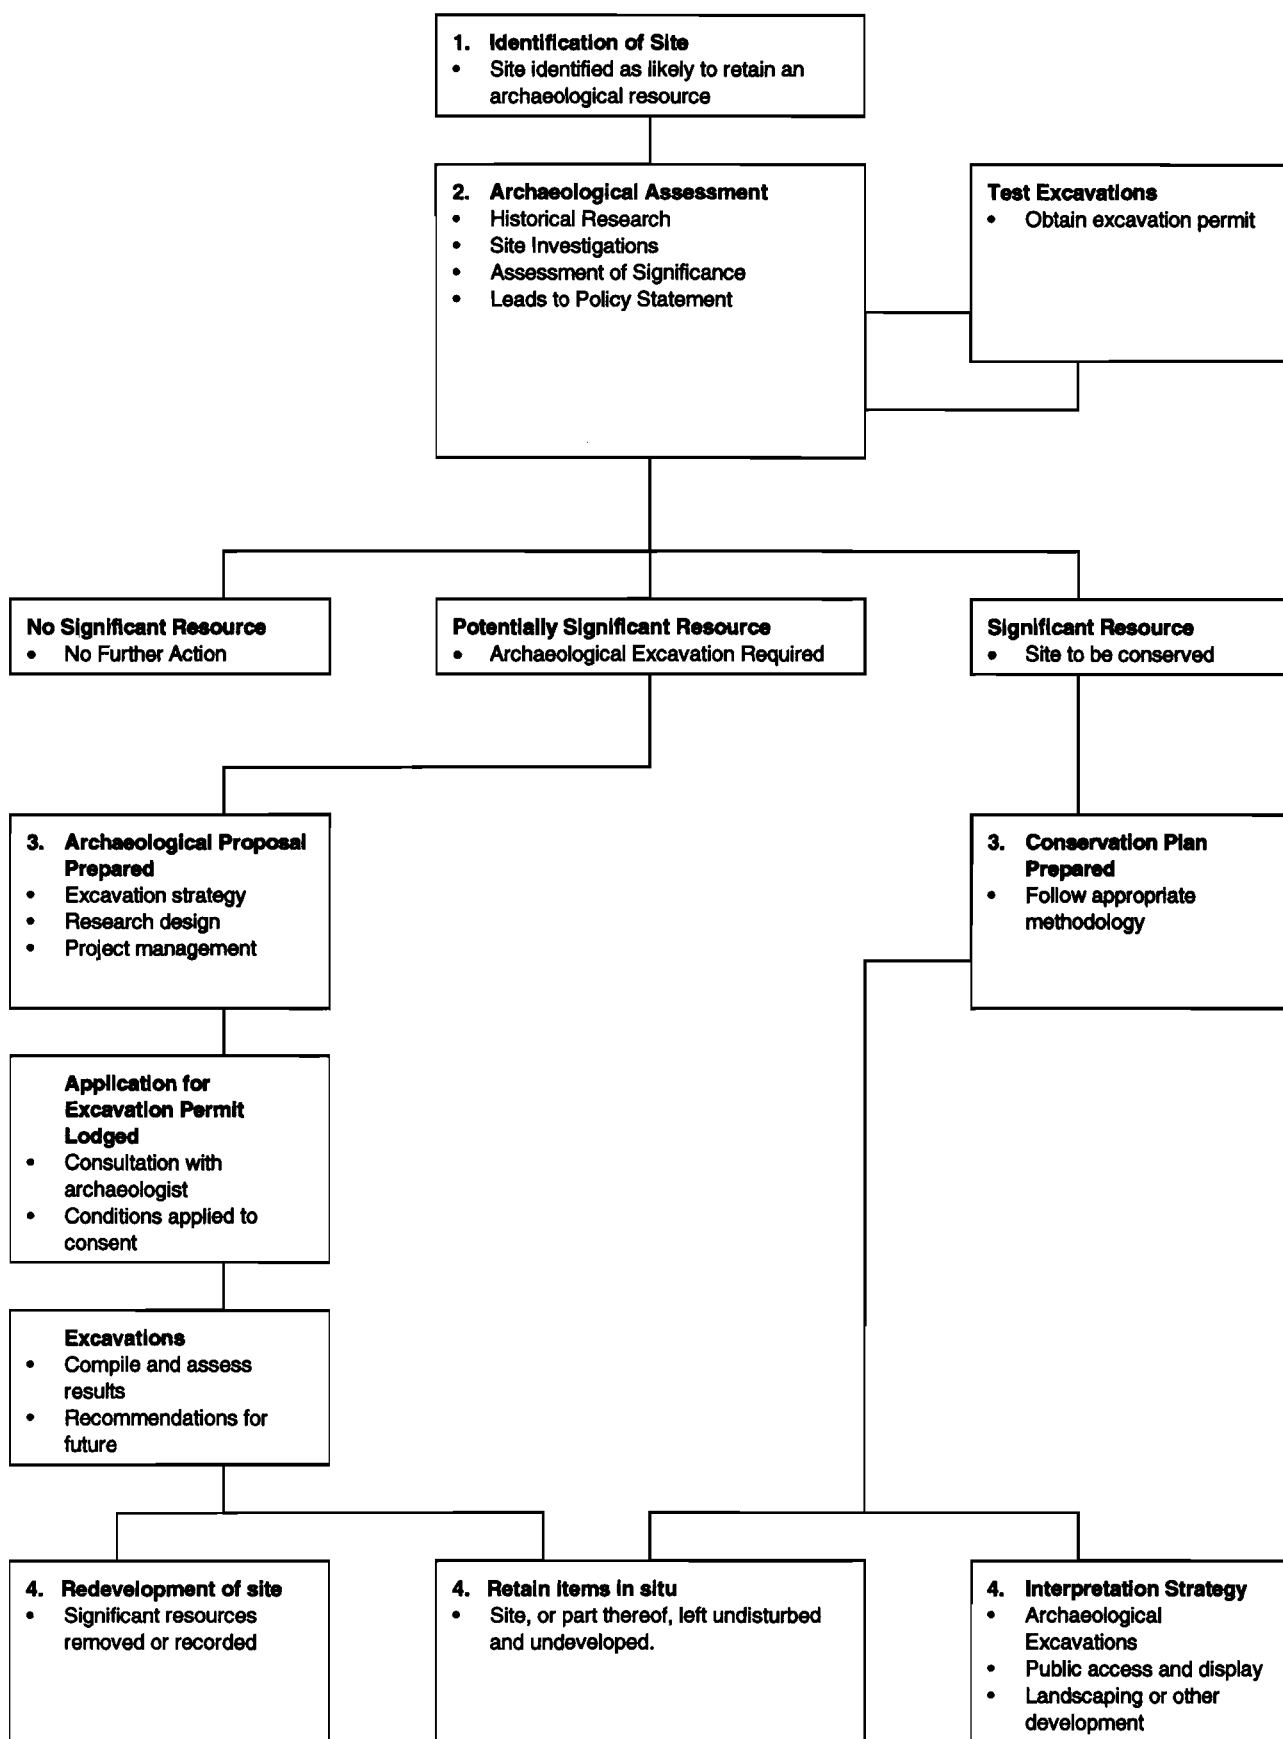 1. Identification of Site
• Site identified as likely to retain an
archaeological resource
2. Archaeological Assessment
• Historical Research
• Site Investigations
• Assessment of Significance
• Leads to Policy Statement
Test Excavations
• Obtain excavation permit
No Significant Resource
• No Further Action
Potentially Significant Resource
• Archaeological Excavation Required
Significant Resource
• Site to be conserved
3. Archaeological Proposal
Prepared
• Excavation strategy
• Research design
• Project management
3. Conservation Plan
Prepared
• Follow appropriate
methodology
Application for
Excavation Permit
Lodged
• Consultation with
archaeologist
• Conditions applied to
consent
Excavations
• Compile and assess
results
• Recommendations for
future
4. Redevelopment of site
• Significant resources
removed or recorded
4. Retain items in situ
• Site, or part thereof, left undisturbed
and undeveloped.
4. Interpretation Strategy
• Archaeological
Excavations
• Public access and display
• Landscaping or other
development